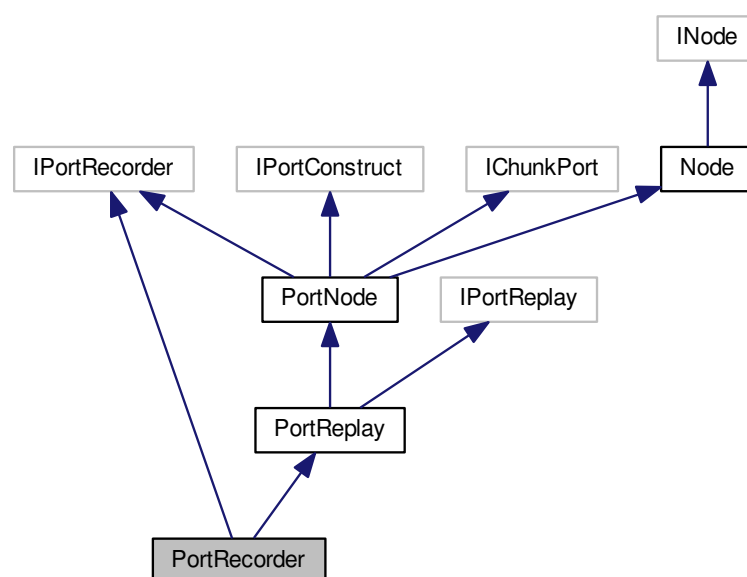 INode
IPortRecorder
IPortConstruct
IChunkPort
Node
PortNode
IPortReplay
PortReplay
PortRecorder